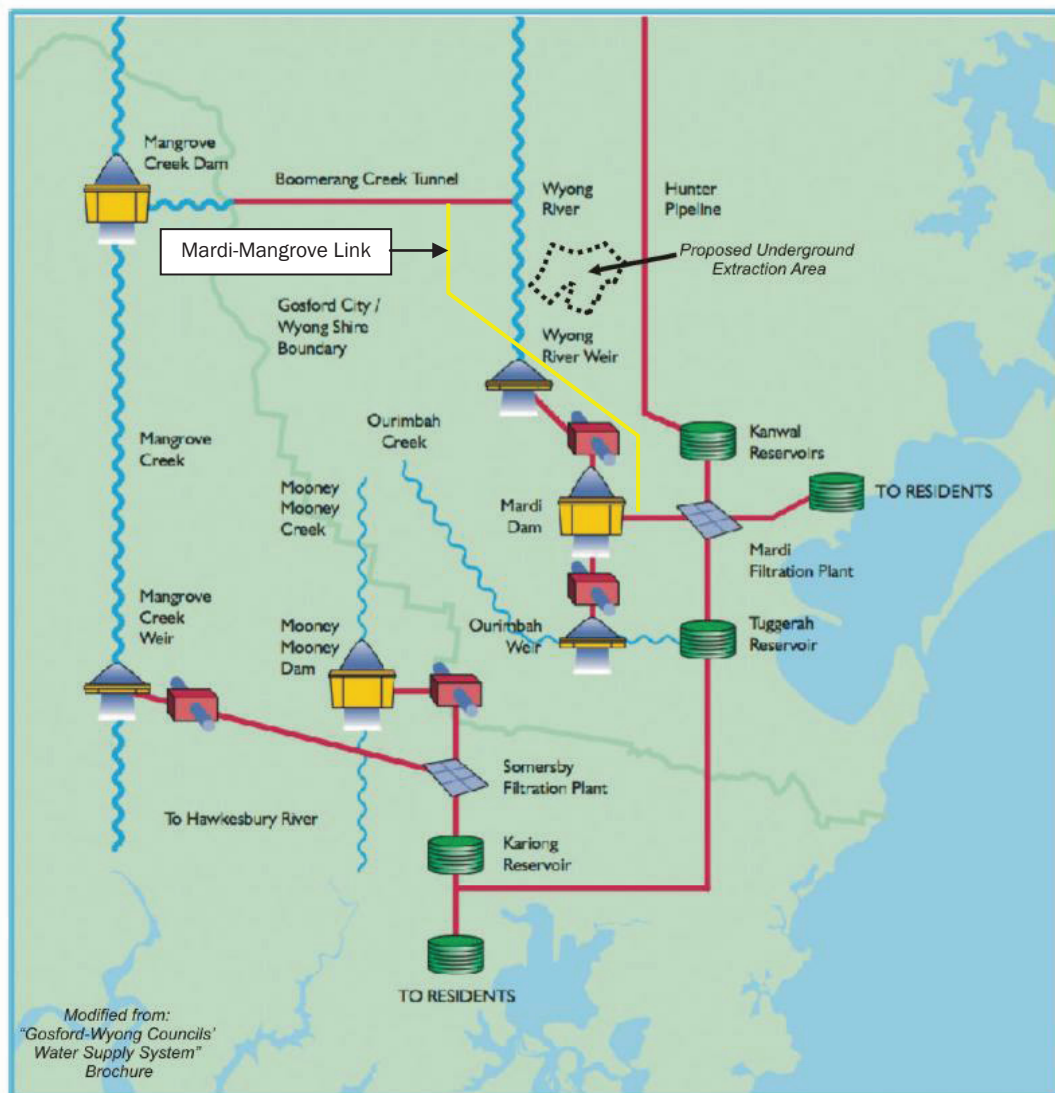 Mangrove
Creek Dam
Boomerang Creek Tunnel
Wyong
River
Hunter
Pipeline
Mardi-Mangrove Link
Proposed Underground
Extraction Area
Gosford City /
Wyong Shire
Boundary
Wyong
River Weir
Ourimbah
Creek
Kanwal
Reservoirs
Mangrove
Creek
Mooney
Mooney
Creek
Mardi
Dam
TO RESIDENTS
Mardi
Filtration Plant
Mangrove
Creek
Weir
Mooney
Mooney
Dam
Ourimbah
Weir
Tuggerah
Reservoir
Somersby
Filtration Plant
To Hawkesbury River
Kariong
Reservoir
TO RESIDENTS
Modified from:
"Gosford-Wyong Councils'
Water Supply System"
Brochure